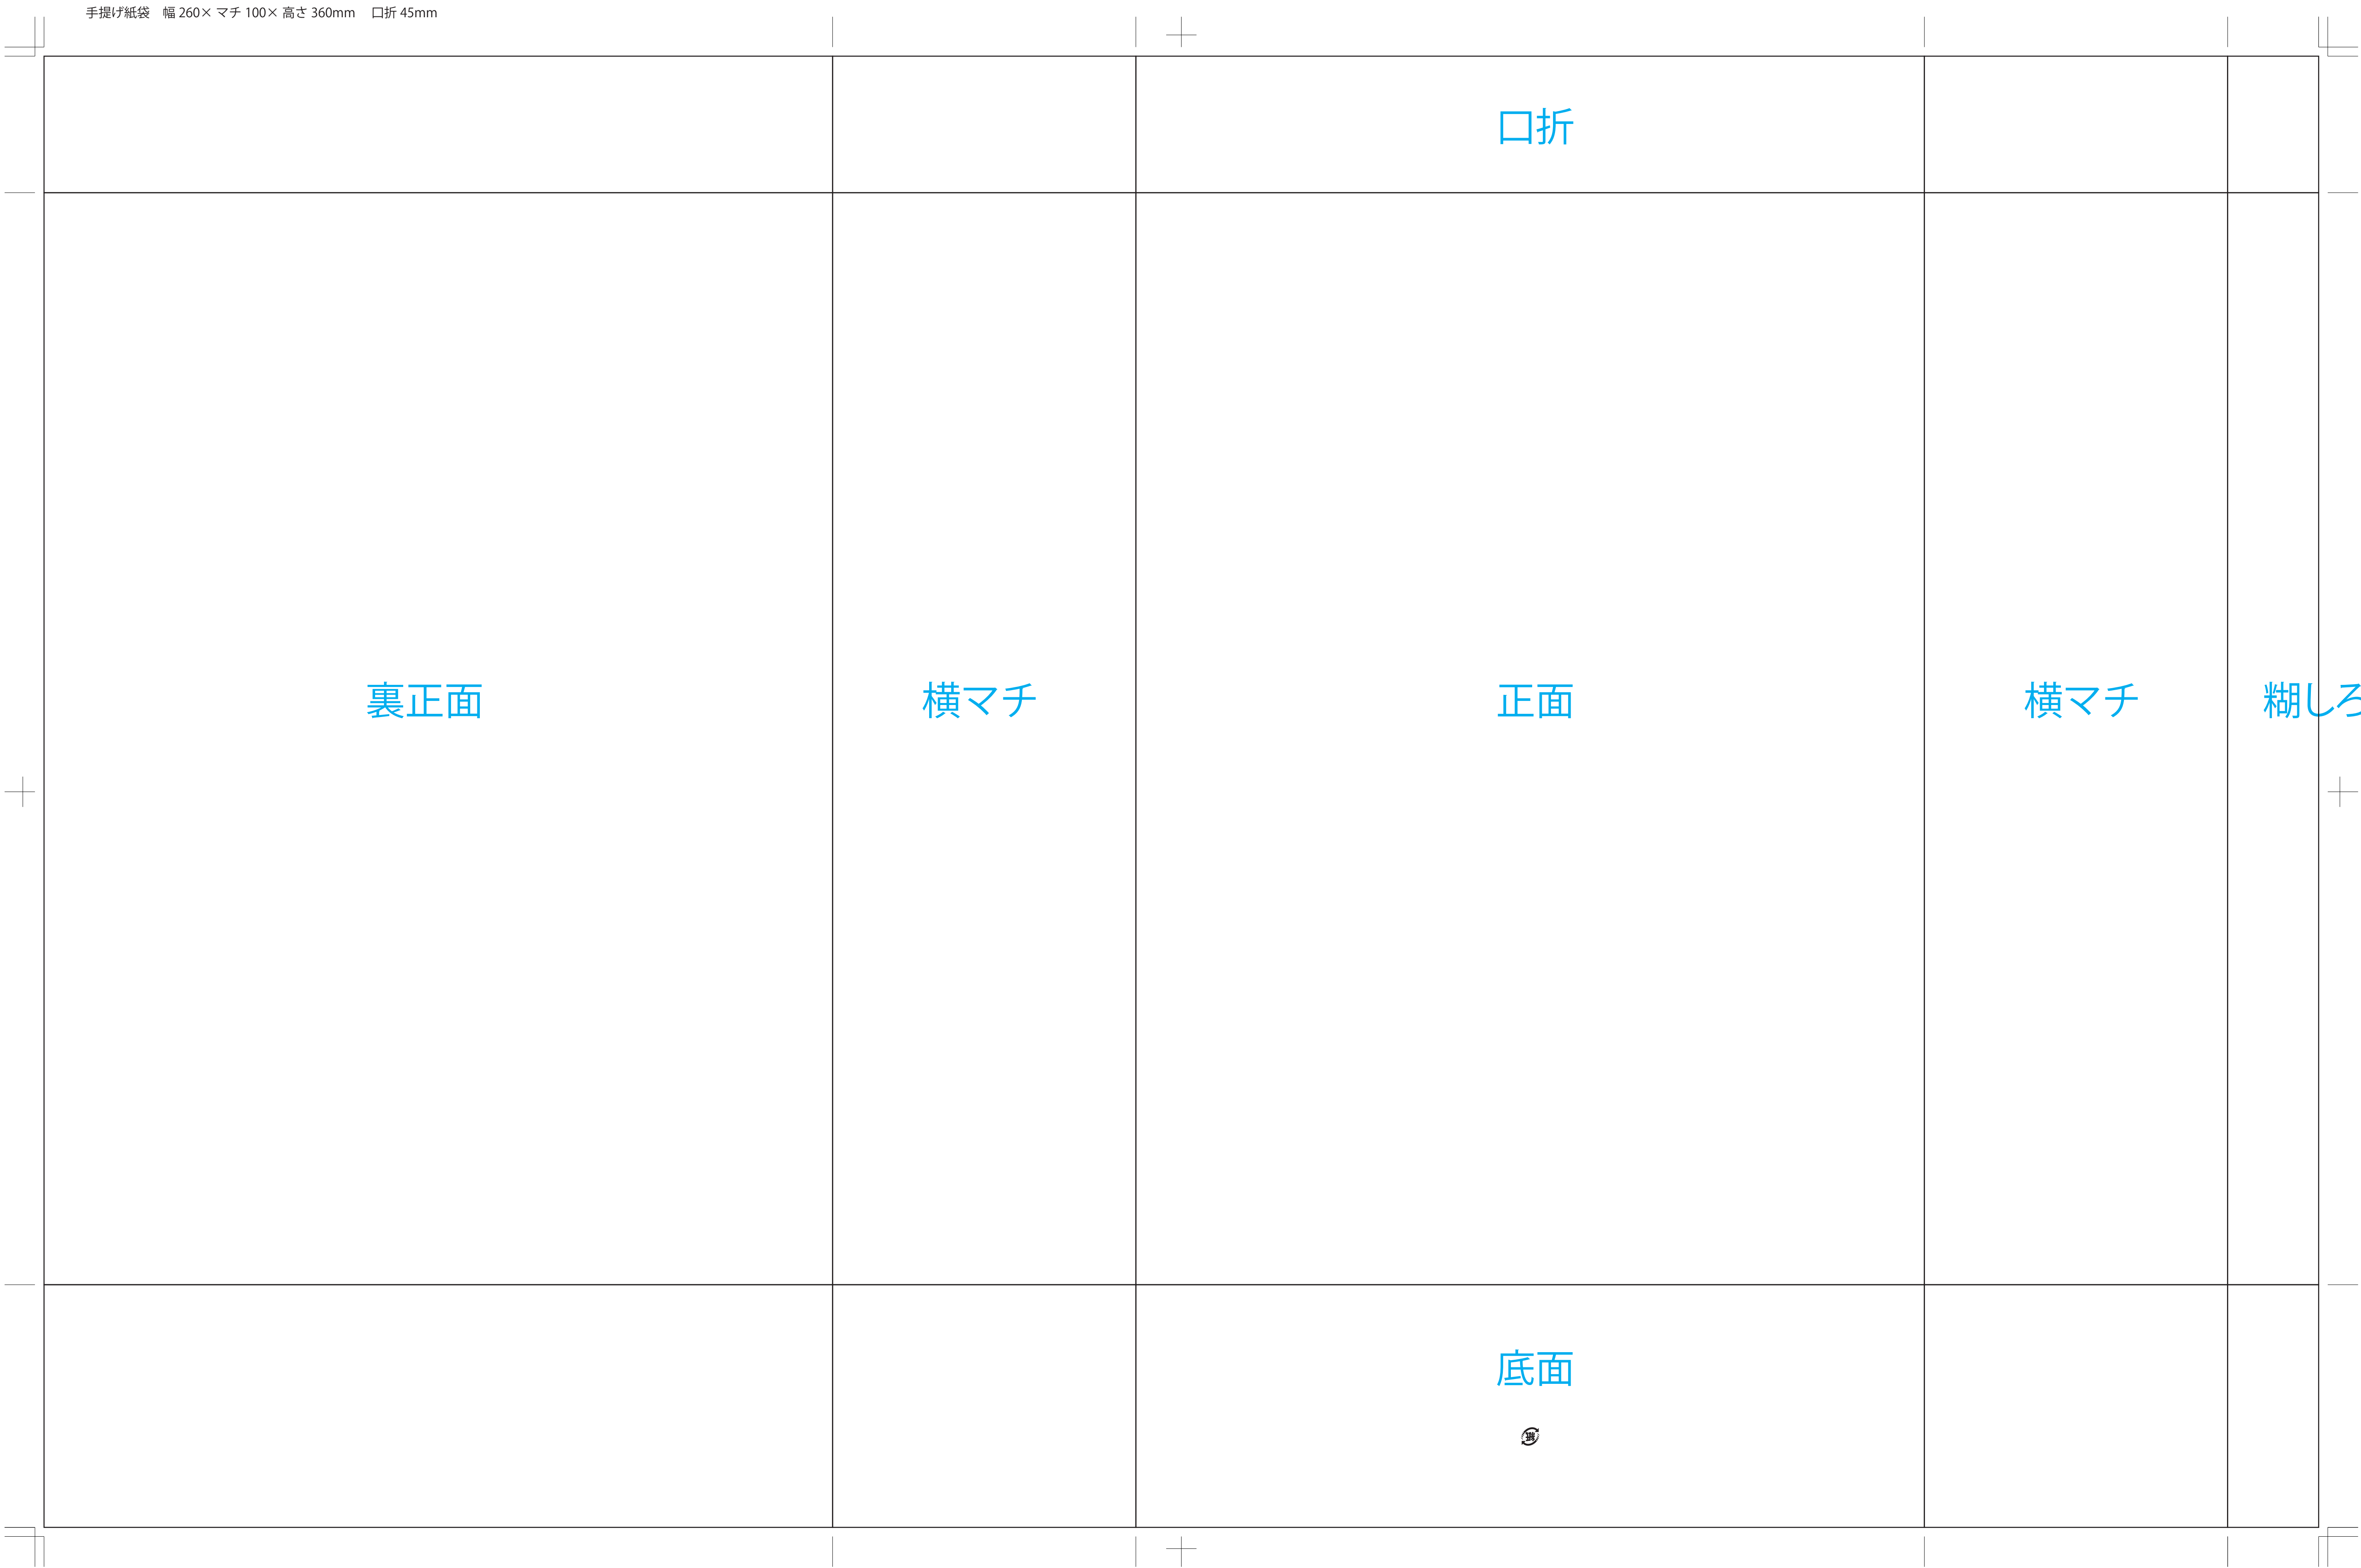 手提げ紙袋　幅 260× マチ 100× 高さ 360mm　口折 45mm
口折
裏正面
横マチ
正面
横マチ
糊しろ
底面
紙